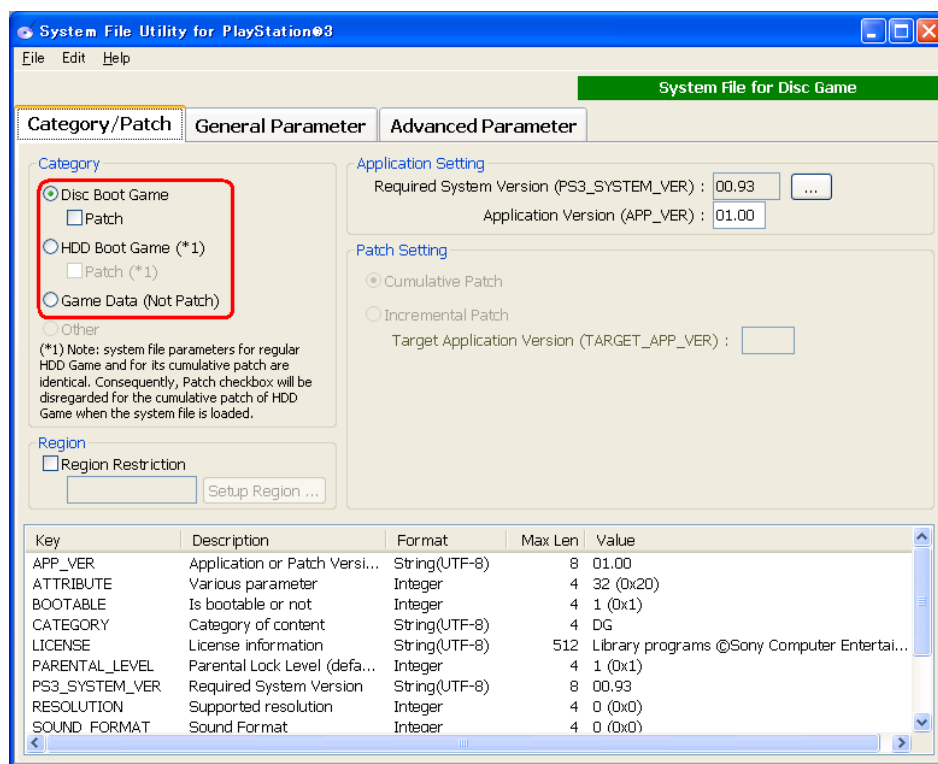 System File Utility for PlayStation®3
File Edit Help
System File for Disc Game
Category/Patch General Parameter Advanced Parameter
Category
Disc Boot Game
Patch
HDD Boot Game (*1)
Patch (*1)
Game Data (Not Patch)
Other
(*1) Note: system file parameters for regular
HDD Game and for its cumulative patch are
identical. Consequently, Patch checkbox will be
disregarded for the cumulative patch of HDD
Game when the system file is loaded.
Region
Region Restriction
Setup Region ...
Application Setting
Required System Version (PS3_SYSTEM_VER) : 00.93 ...
Application Version (APP_VER) : 01.00
Patch Setting
Cumulative Patch
Incremental Patch
Target Application Version (TARGET_APP_VER) :
Key Description Format Max Len Value
APP_VER Application or Patch Versi... String(UTF-8) 8 01.00
ATTRIBUTE Various parameter Integer 4 32 (0x20)
BOOTABLE Is bootable or not Integer 4 1 (0x1)
CATEGORY Category of content String(UTF-8) 4 DG
LICENSE License information String(UTF-8) 512 Library programs ©Sony Computer Entertai...
PARENTAL_LEVEL Parental Lock Level (defa... Integer 4 1 (0x1)
PS3_SYSTEM_VER Required System Version String(UTF-8) 8 00.93
RESOLUTION Supported resolution Integer 4 0 (0x0)
SOUND_FORMAT Sound Format Integer 4 0 (0x0)